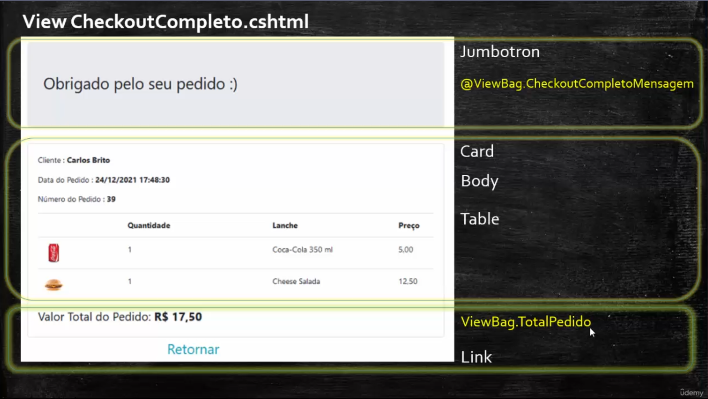 View CheckoutCompleto.cshtml
Jumbotron
Obrigado pelo seu pedido :)
@ViewBag.CheckoutCompletoMensagem
Card
Cliente : Carlos Brito
Body
Data do Pedido : 24/12/2021 17:48:30
Número do Pedido : 39
Table
Quantidade Lanche Preço
1 Coca-Cola 350 ml 5,00
1 Cheese Salada 12,50
Valor Total do Pedido: R$ 17,50
ViewBag.TotalPedido
Retornar
Link
ûdemy